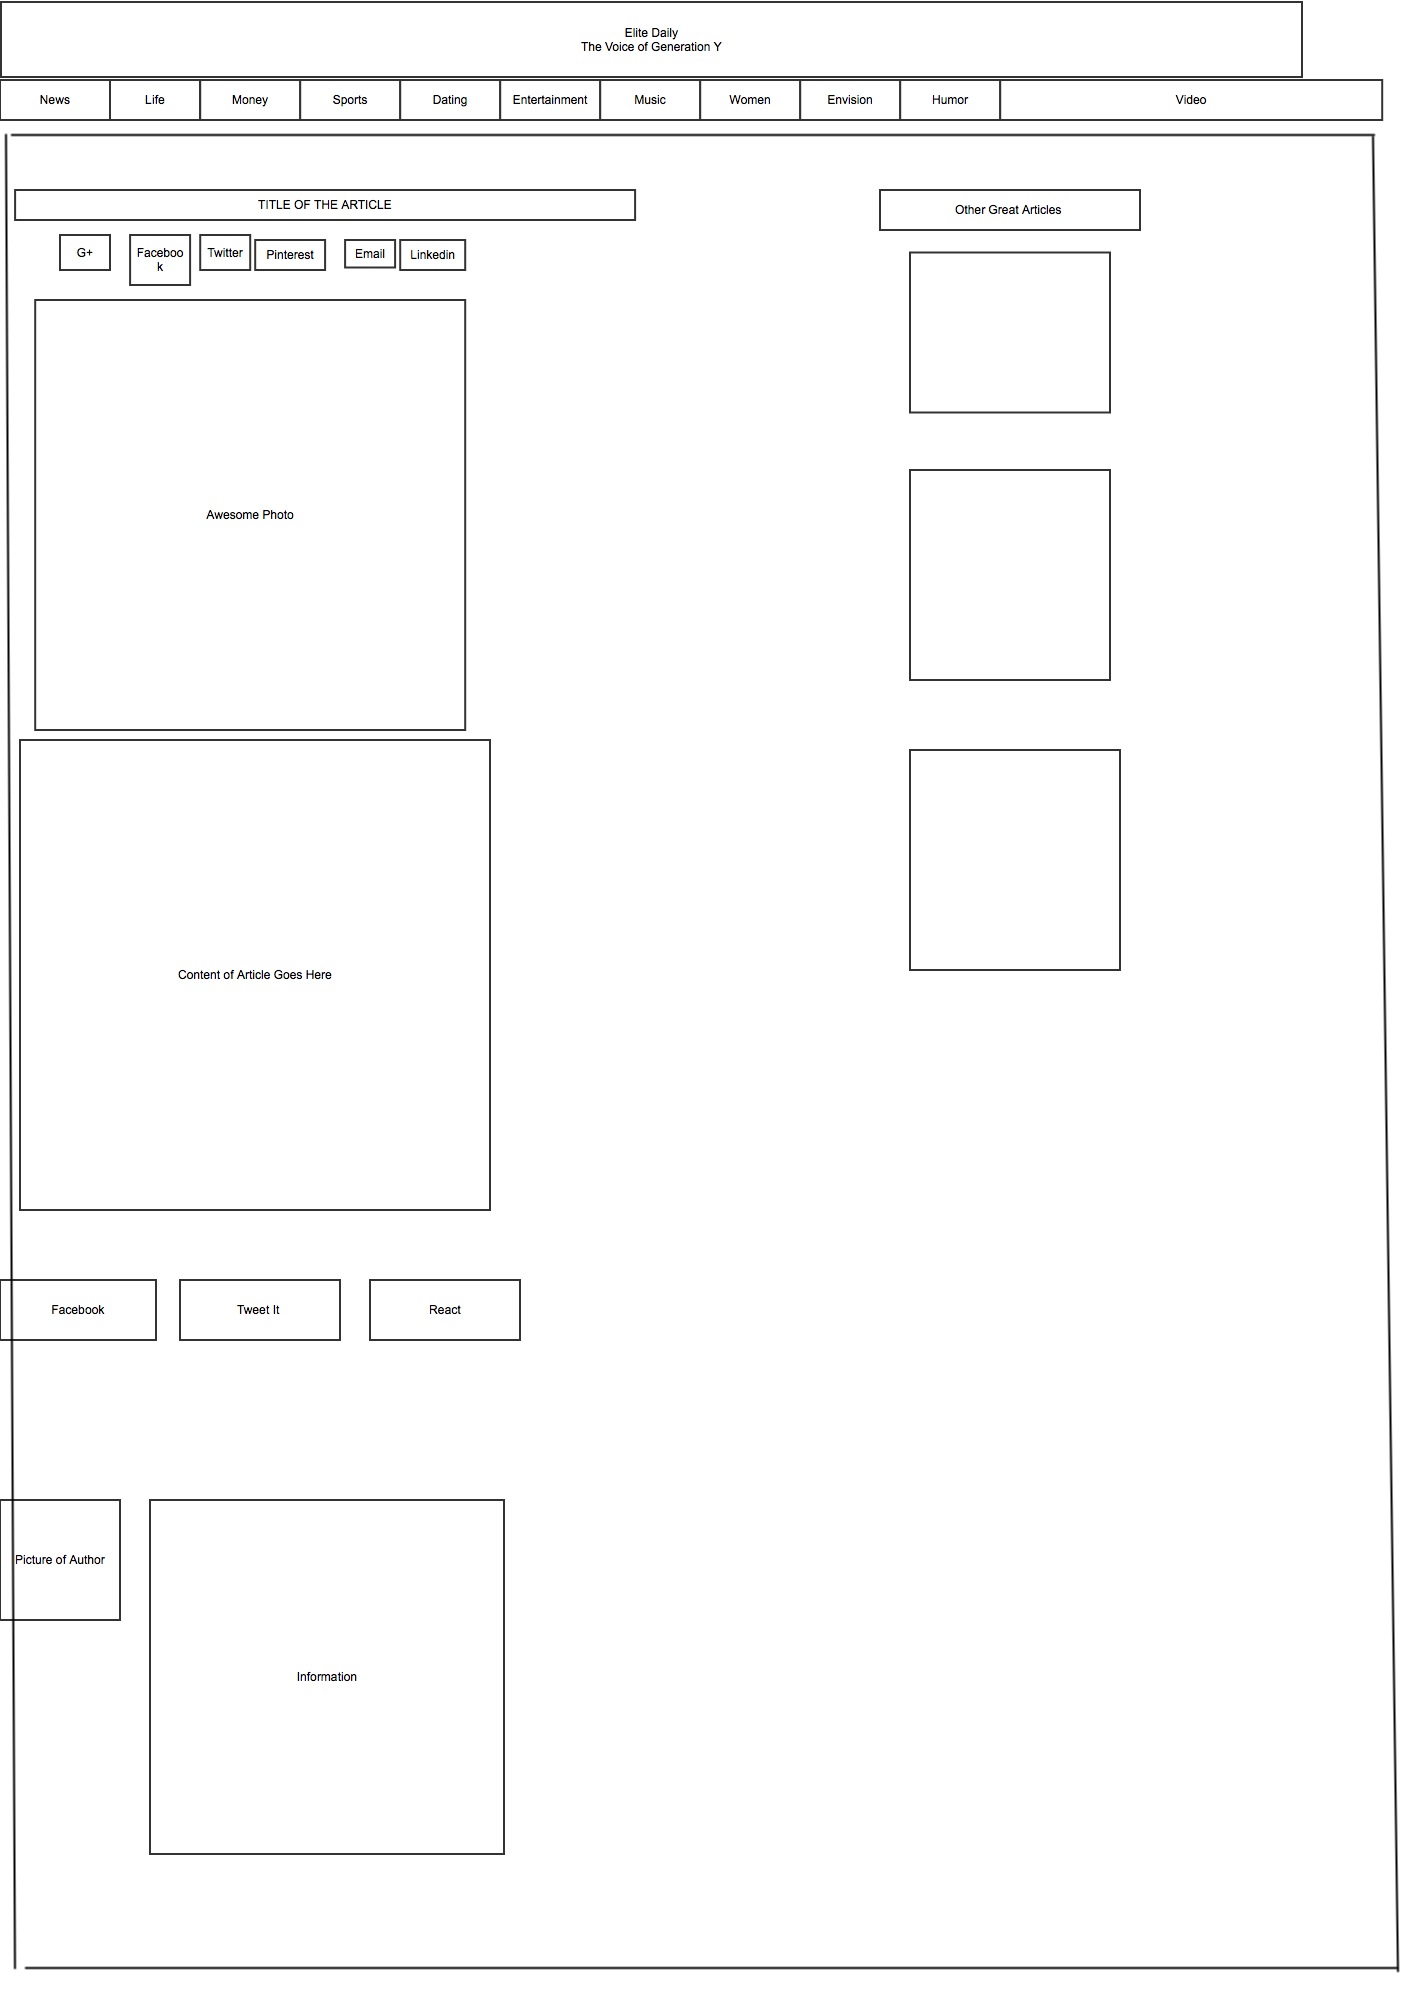 Elite Daily
The Voice of Generation Y
News
Life
Money
Sports
Dating
Entertainment
Music
Women
Envision
Humor
Video
TITLE OF THE ARTICLE
Other Great Articles
G+
Faceboo
k
Twitter
Pinterest
Email
Linkedin
Awesome Photo
Content of Article Goes Here
Facebook
Tweet It
React
Picture of Author
Information